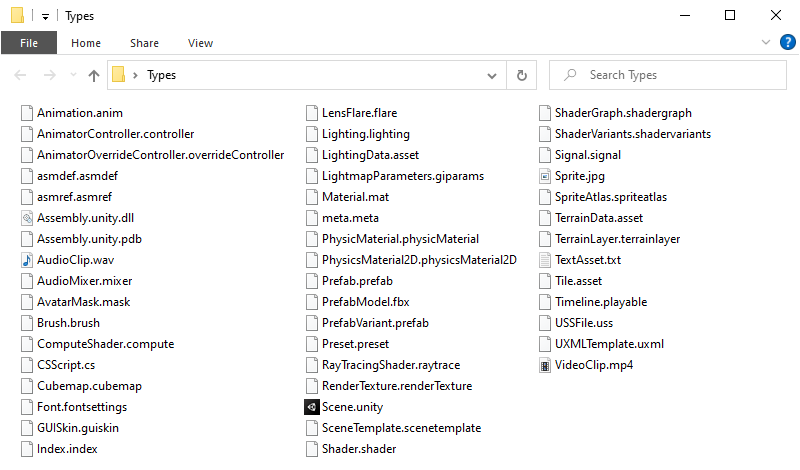 Types
File
Home
Share
View
?
Types
Search Types
Animation.anim
AnimatorController.controller
AnimatorOverrideController.overrideController
asmdef.asmdef
asmref.asmref
Assembly.unity.dll
Assembly.unity.pdb
AudioClip.wav
AudioMixer.mixer
AvatarMask.mask
Brush.brush
ComputeShader.compute
CSScript.cs
Cubemap.cubemap
Font.fontsettings
GUISkin.guiskin
Index.index
LensFlare.flare
Lighting.lighting
LightingData.asset
LightmapParameters.giparams
Material.mat
meta.meta
PhysicMaterial.physicMaterial
PhysicsMaterial2D.physicsMaterial2D
Prefab.prefab
PrefabModel.fbx
PrefabVariant.prefab
Preset.preset
RayTracingShader.raytrace
RenderTexture.renderTexture
Scene.unity
SceneTemplate.scenetemplate
Shader.shader
ShaderGraph.shadergraph
ShaderVariants.shadervariants
Signal.signal
Sprite.jpg
SpriteAtlas.spriteatlas
TerrainData.asset
TerrainLayer.terrainlayer
TextAsset.txt
Tile.asset
Timeline.playable
USSFile.uss
UXMLTemplate.uxml
VideoClip.mp4